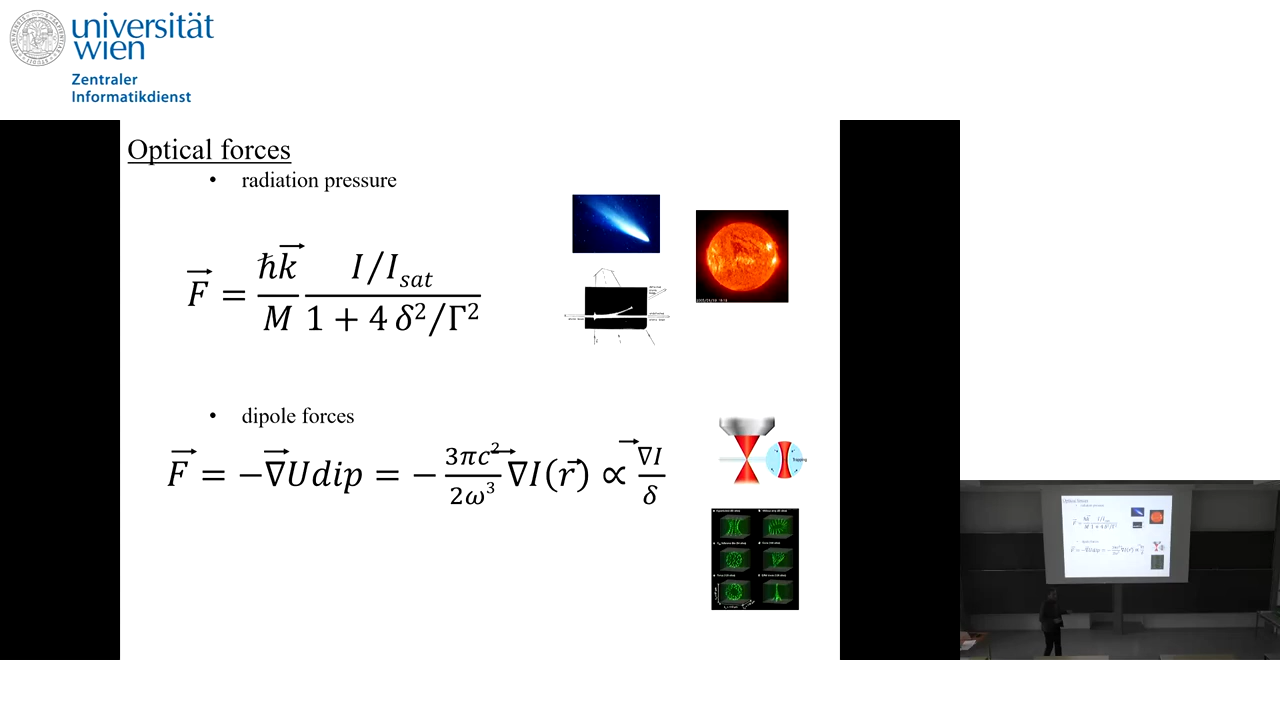 universität
wien
Zentraler
Informatikdienst
Optical forces
• radiation pressure
F⃗ = ħk⃗/M · (I/I_sat)/(1 + 4 δ²/Γ²)
• dipole forces
F⃗ = −∇⃗Udip = − 3πc²/2ω³ ∇⃗I(r⃗) ∝ ∇⃗I/δ
Trapping